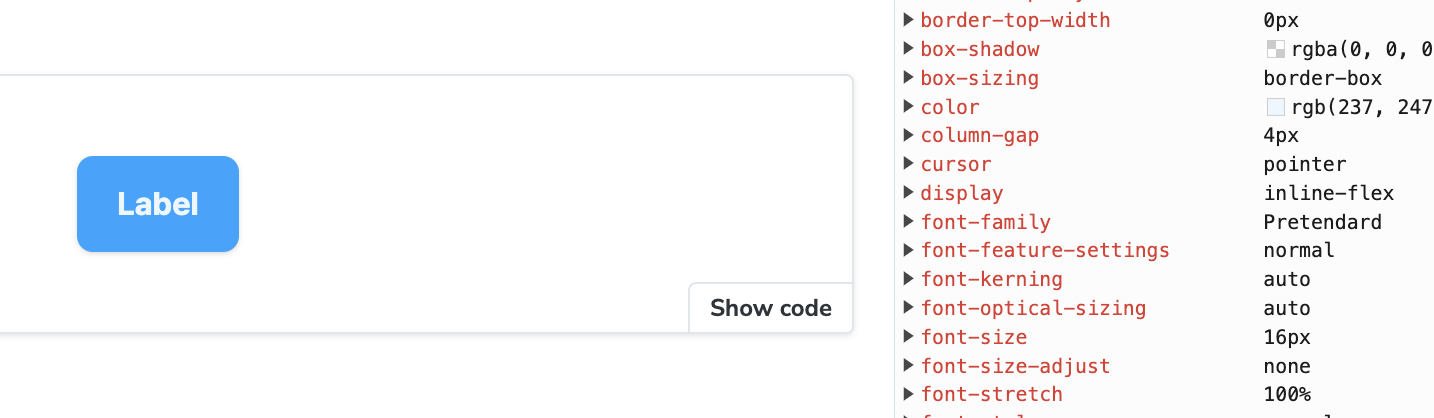 border-top-width 0px
box-shadow rgba(0, 0, 0
box-sizing border-box
color rgb(237, 247
column-gap 4px
cursor pointer
display inline-flex
font-family Pretendard
font-feature-settings normal
font-kerning auto
font-optical-sizing auto
font-size 16px
font-size-adjust none
font-stretch 100%
Label
Show code